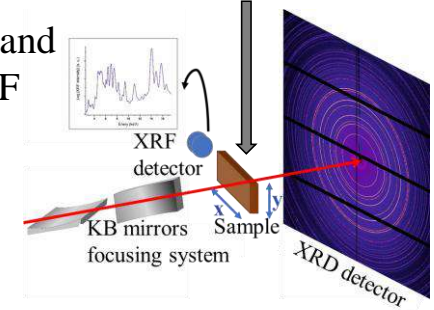 and
F
XRF
detector
KB mirrors
focusing system
x
y
Sample
XRD detector